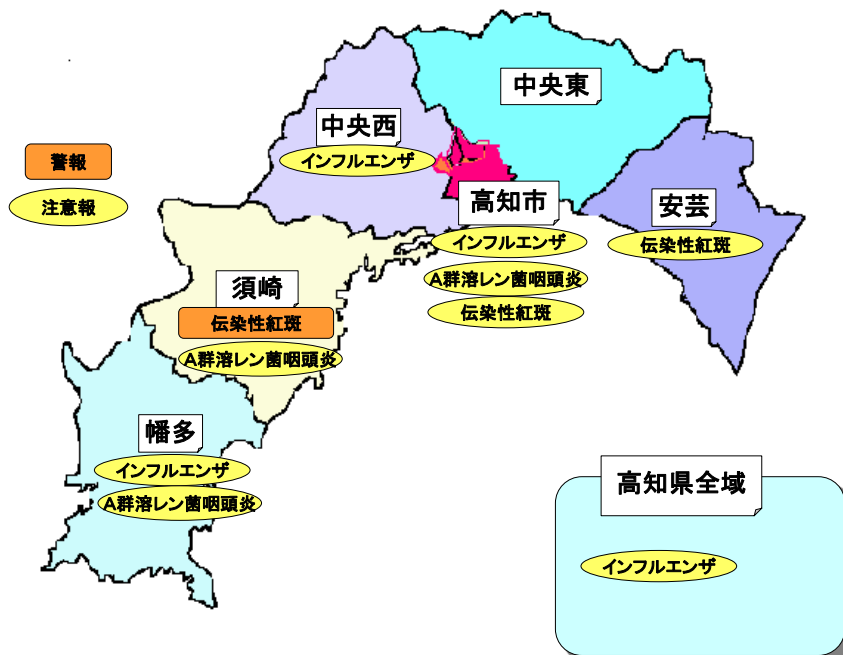 中央東
中央西
インフルエンザ
警報
注意報
高知市
インフルエンザ
A群溶レン菌咽頭炎
伝染性紅斑
安芸
伝染性紅斑
須崎
伝染性紅斑
A群溶レン菌咽頭炎
幡多
インフルエンザ
A群溶レン菌咽頭炎
高知県全域
インフルエンザ